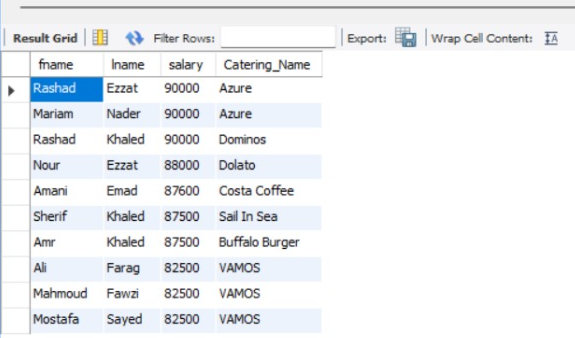 Result Grid Filter Rows: Export: Wrap Cell Content: IA
fname lname salary Catering_Name
Rashad Ezzat 90000 Azure
Mariam Nader 90000 Azure
Rashad Khaled 90000 Dominos
Nour Ezzat 88000 Dolato
Amani Emad 87600 Costa Coffee
Sherif Khaled 87500 Sail In Sea
Amr Khaled 87500 Buffalo Burger
Ali Farag 82500 VAMOS
Mahmoud Fawzi 82500 VAMOS
Mostafa Sayed 82500 VAMOS